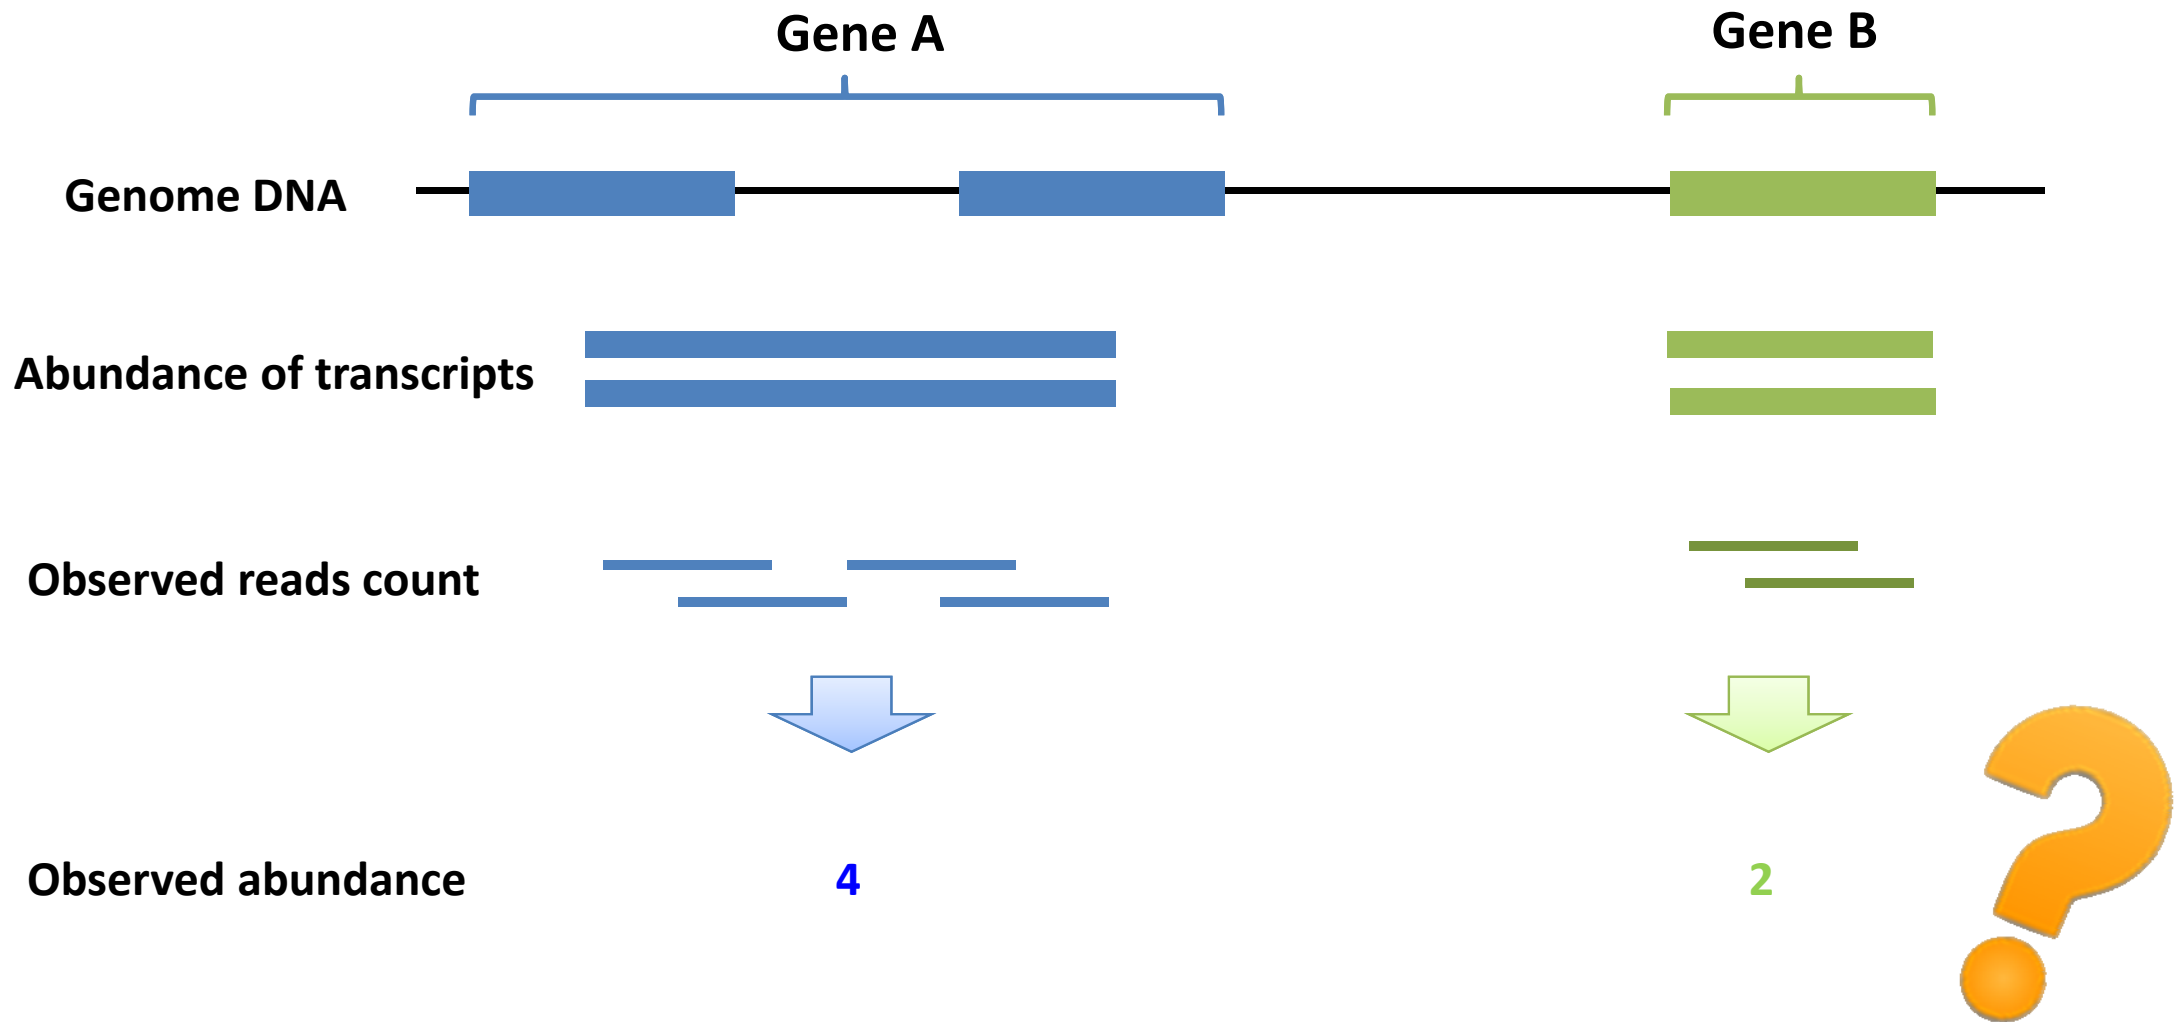 Gene A
Gene B
Genome DNA
Abundance of transcripts
Observed reads count
Observed abundance
4
2
?